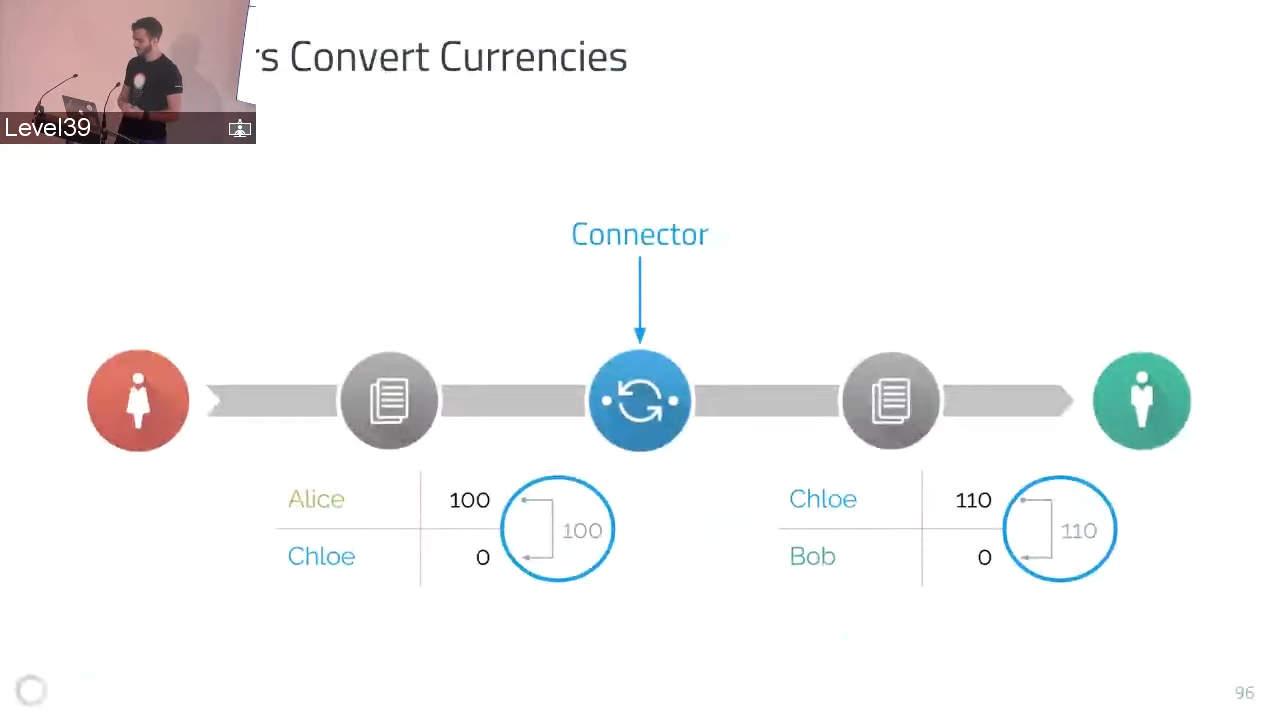 rs Convert Currencies
Level39
Connector
Alice 100
100
Chloe 0
Chloe 110
110
Bob 0
96